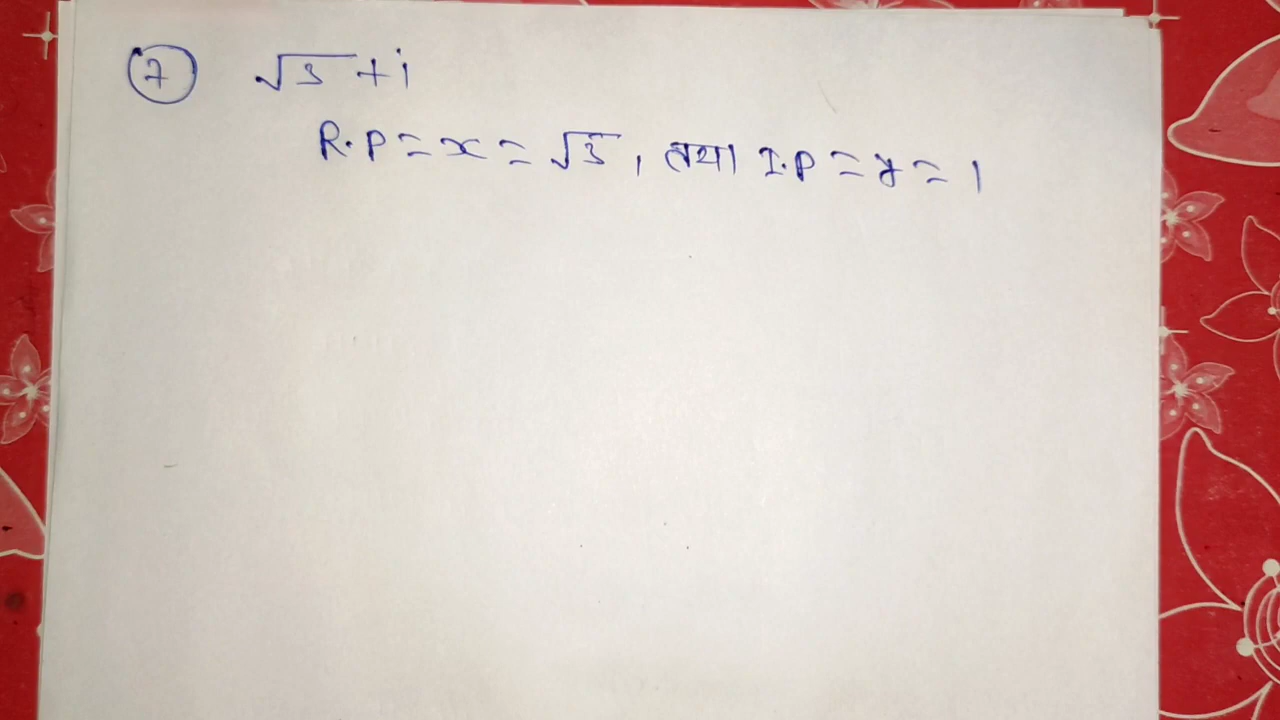 ⑦ √3 + i
R.P = x = √3, तथा I.P = y = 1